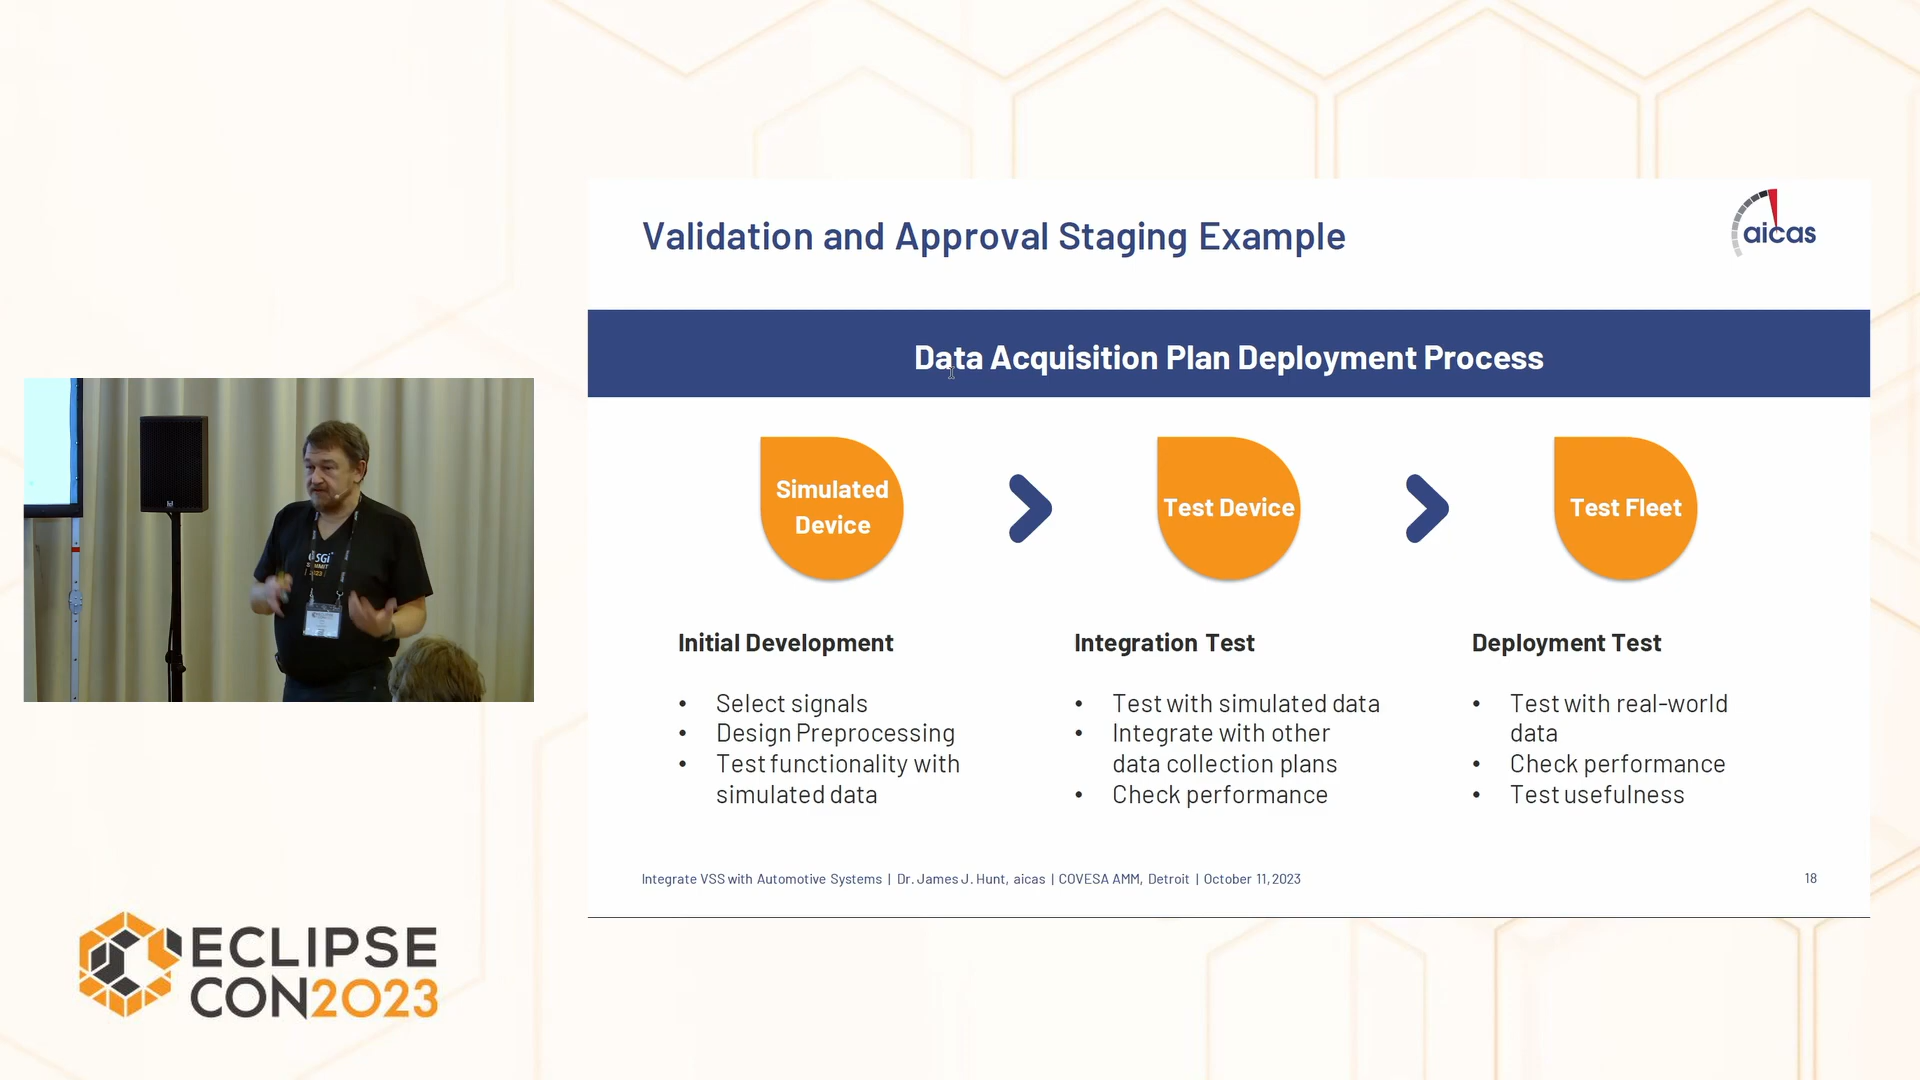 Validation and Approval Staging Example
aicas
Data Acquisition Plan Deployment Process
Simulated
Device
Test Device
Test Fleet
Initial Development
• Select signals
• Design Preprocessing
• Test functionality with
simulated data
Integration Test
• Test with simulated data
• Integrate with other
data collection plans
• Check performance
Deployment Test
• Test with real-world
data
• Check performance
• Test usefulness
Integrate VSS with Automotive Systems | Dr. James J. Hunt, aicas | COVESA AMM, Detroit | October 11, 2023
18
SGi
SUMMIT
2023
ECLIPSE
CON2023